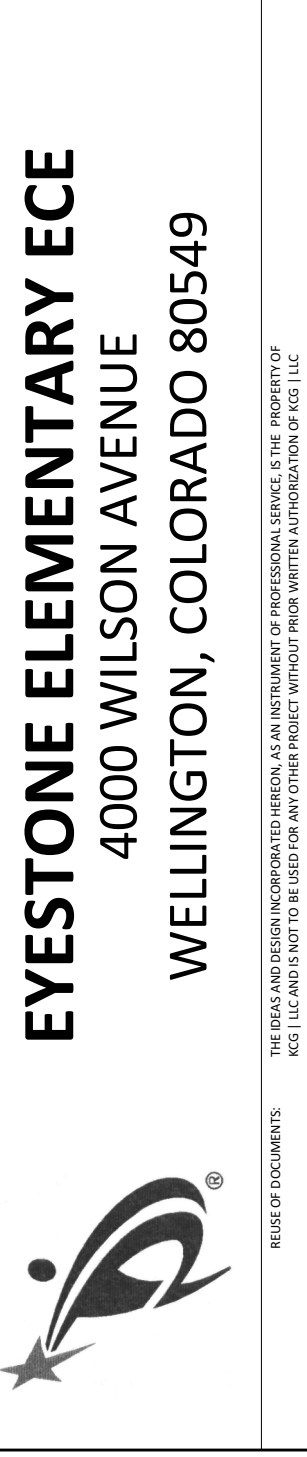 EYESTONE ELEMENTARY ECE
4000 WILSON AVENUE
WELLINGTON, COLORADO 80549
®
REUSE OF DOCUMENTS:
THE IDEAS AND DESIGN INCORPORATED HEREON, AS AN INSTRUMENT OF PROFESSIONAL SERVICE, IS THE PROPERTY OF
KCG | LLC AND IS NOT TO BE USED FOR ANY OTHER PROJECT WITHOUT PRIOR WRITTEN AUTHORIZATION OF KCG | LLC